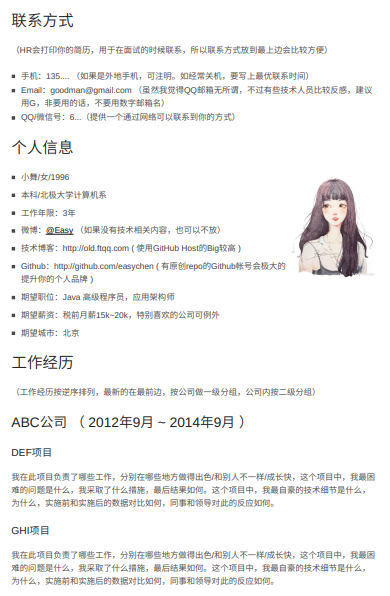 联系方式
（HR会打印你的简历，用于在面试的时候联系，所以联系方式放到最上边会比较方便）
手机：135.... （如果是外地手机，可注明。如经常关机，要写上最优联系时间）
Email：goodman@gmail.com （虽然我觉得QQ邮箱无所谓，不过有些技术人员比较反感，建议
用G，非要用的话，不要用数字邮箱名）
QQ/微信号：6...（提供一个通过网络可以联系到你的方式）
个人信息
小舞/女/1996
本科/北极大学计算机系
工作年限：3年
微博：@Easy （如果没有技术相关内容，也可以不放）
技术博客：http://old.ftqq.com ( 使用GitHub Host的Big较高 )
Github：http://github.com/easychen ( 有原创repo的Github帐号会极大的
提升你的个人品牌 )
期望职位：Java 高级程序员，应用架构师
期望薪资：税前月薪15k~20k，特别喜欢的公司可例外
期望城市：北京
工作经历
（工作经历按逆序排列，最新的在最前边，按公司做一级分组，公司内按二级分组）
ABC公司 （ 2012年9月 ~ 2014年9月 ）
DEF项目
我在此项目负责了哪些工作，分别在哪些地方做得出色/和别人不一样/成长快，这个项目中，我最困
难的问题是什么，我采取了什么措施，最后结果如何。这个项目中，我最自豪的技术细节是什么，
为什么，实施前和实施后的数据对比如何，同事和领导对此的反应如何。
GHI项目
我在此项目负责了哪些工作，分别在哪些地方做得出色/和别人不一样/成长快，这个项目中，我最困
难的问题是什么，我采取了什么措施，最后结果如何。这个项目中，我最自豪的技术细节是什么，
为什么，实施前和实施后的数据对比如何，同事和领导对此的反应如何。